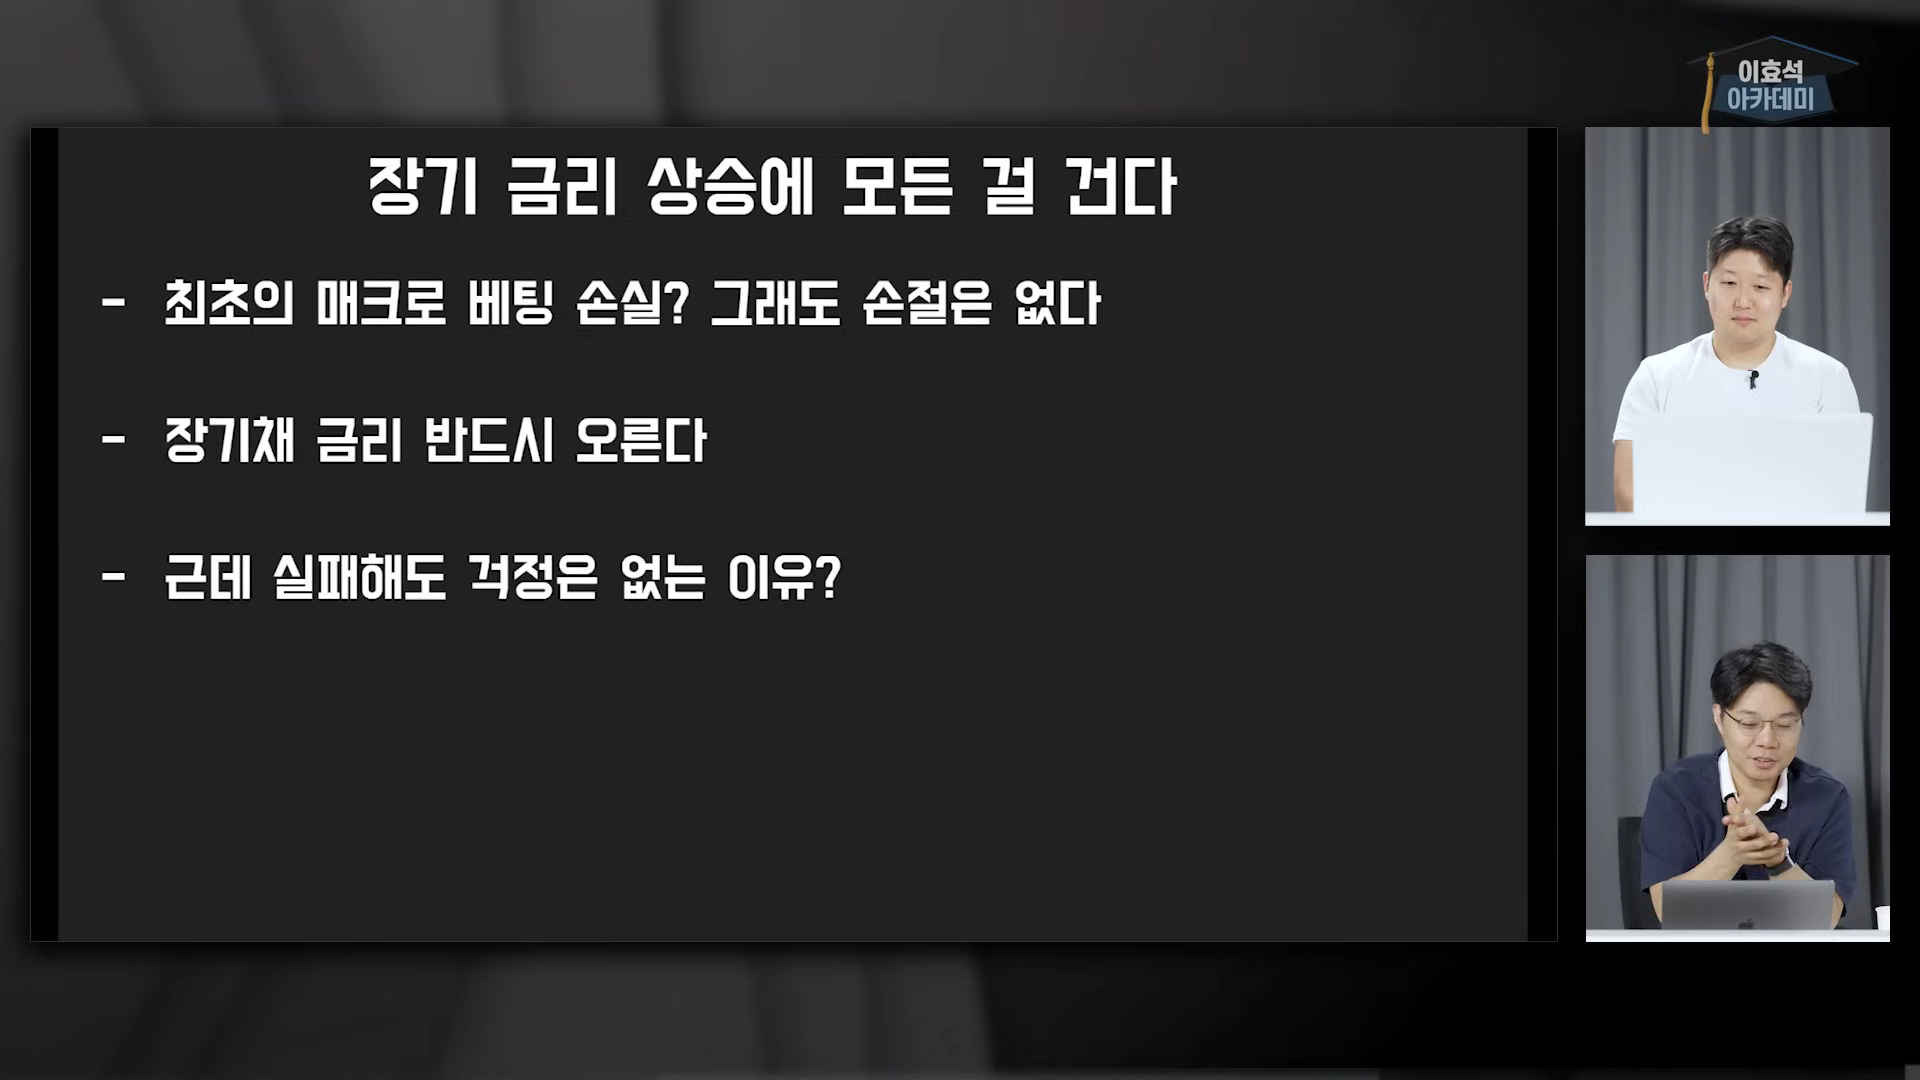 이효석
아카데미
장기 금리 상승에 모든 걸 건다
- 최초의 매크로 베팅 손실? 그래도 손절은 없다
- 장기채 금리 반드시 오른다
- 근데 실패해도 걱정은 없는 이유?